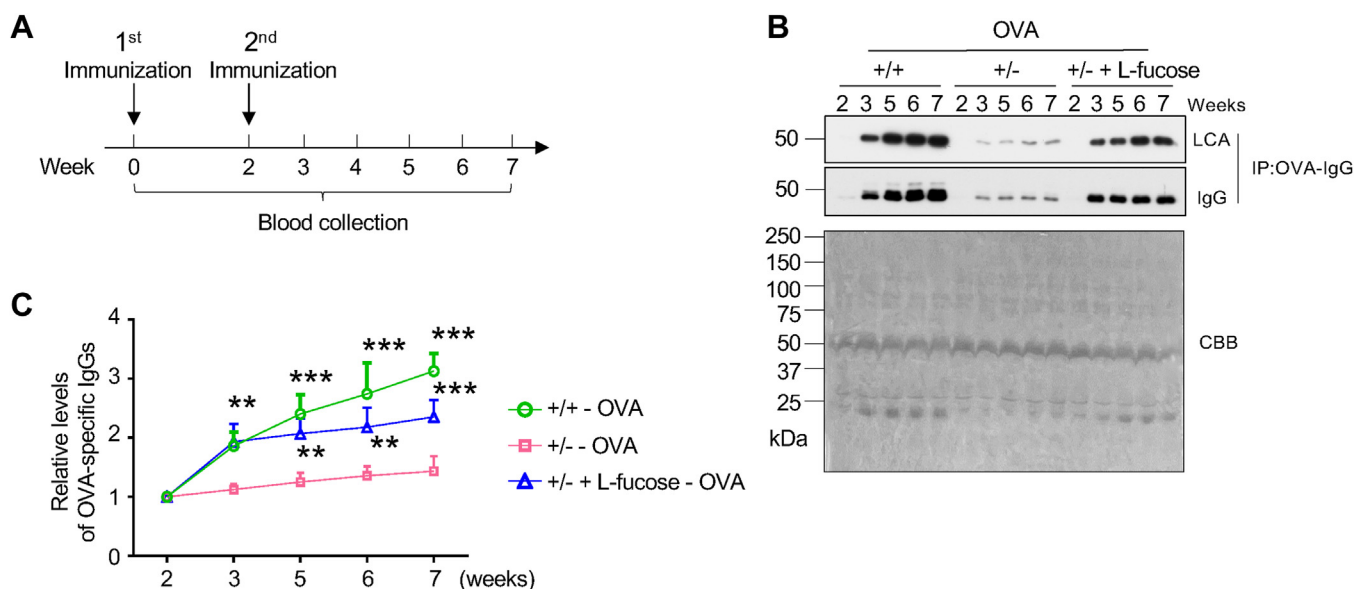 A
1st
Immunization
2nd
Immunization
Week 0 2 3 4 5 6 7
Blood collection
B
OVA
+/+ +/- +/- + L-fucose
2 3 5 6 7 2 3 5 6 7 2 3 5 6 7 Weeks
50 LCA
IP:OVA-IgG
50 IgG
250
150
100
75
50 CBB
37
25
kDa
C
Relative levels
of OVA-specific IgGs
4
3
2
1
0
** *** *** ***
** ** ***
2 3 5 6 7 (weeks)
+/+ - OVA
+/- - OVA
+/- + L-fucose - OVA